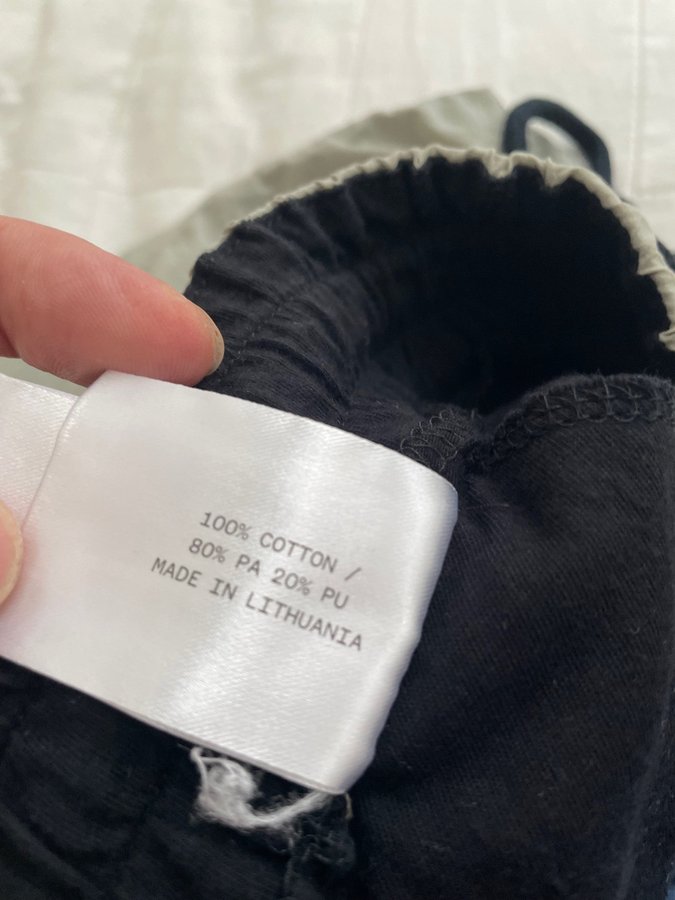 100% COTTON /
80% PA 20% PU
MADE IN LITHUANIA